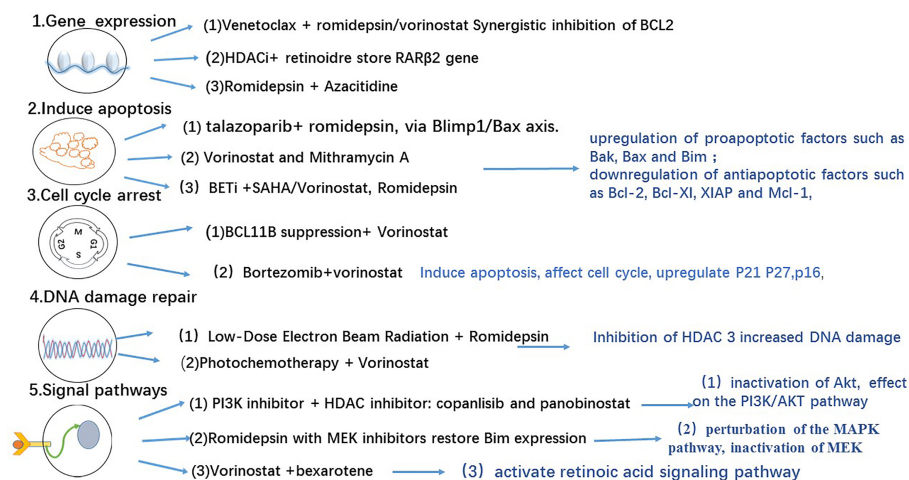 1.Gene expression
(1)Venetoclax + romidepsin/vorinostat Synergistic inhibition of BCL2
(2)HDACi+ retinoidre store RARβ2 gene
(3)Romidepsin + Azacitidine
2.Induce apoptosis
(1) talazoparib+ romidepsin, via Blimp1/Bax axis.
(2) Vorinostat and Mithramycin A
(3) BETi +SAHA/Vorinostat, Romidepsin
upregulation of proapoptotic factors such as
Bak, Bax and Bim ;
downregulation of antiapoptotic factors such
as Bcl-2, Bcl-Xl, XIAP and Mcl-1,
3.Cell cycle arrest
M
G2
G1
S
(1)BCL11B suppression+ Vorinostat
(2) Bortezomib+vorinostat Induce apoptosis, affect cell cycle, upregulate P21 P27,p16,
4.DNA damage repair
(1) Low-Dose Electron Beam Radiation + Romidepsin
Inhibition of HDAC 3 increased DNA damage
(2)Photochemotherapy + Vorinostat
5.Signal pathways
(1) PI3K inhibitor + HDAC inhibitor: copanlisib and panobinostat
(1) inactivation of Akt, effect
on the PI3K/AKT pathway
(2)Romidepsin with MEK inhibitors restore Bim expression
(2) perturbation of the MAPK
pathway, inactivation of MEK
(3)Vorinostat +bexarotene
(3) activate retinoic acid signaling pathway